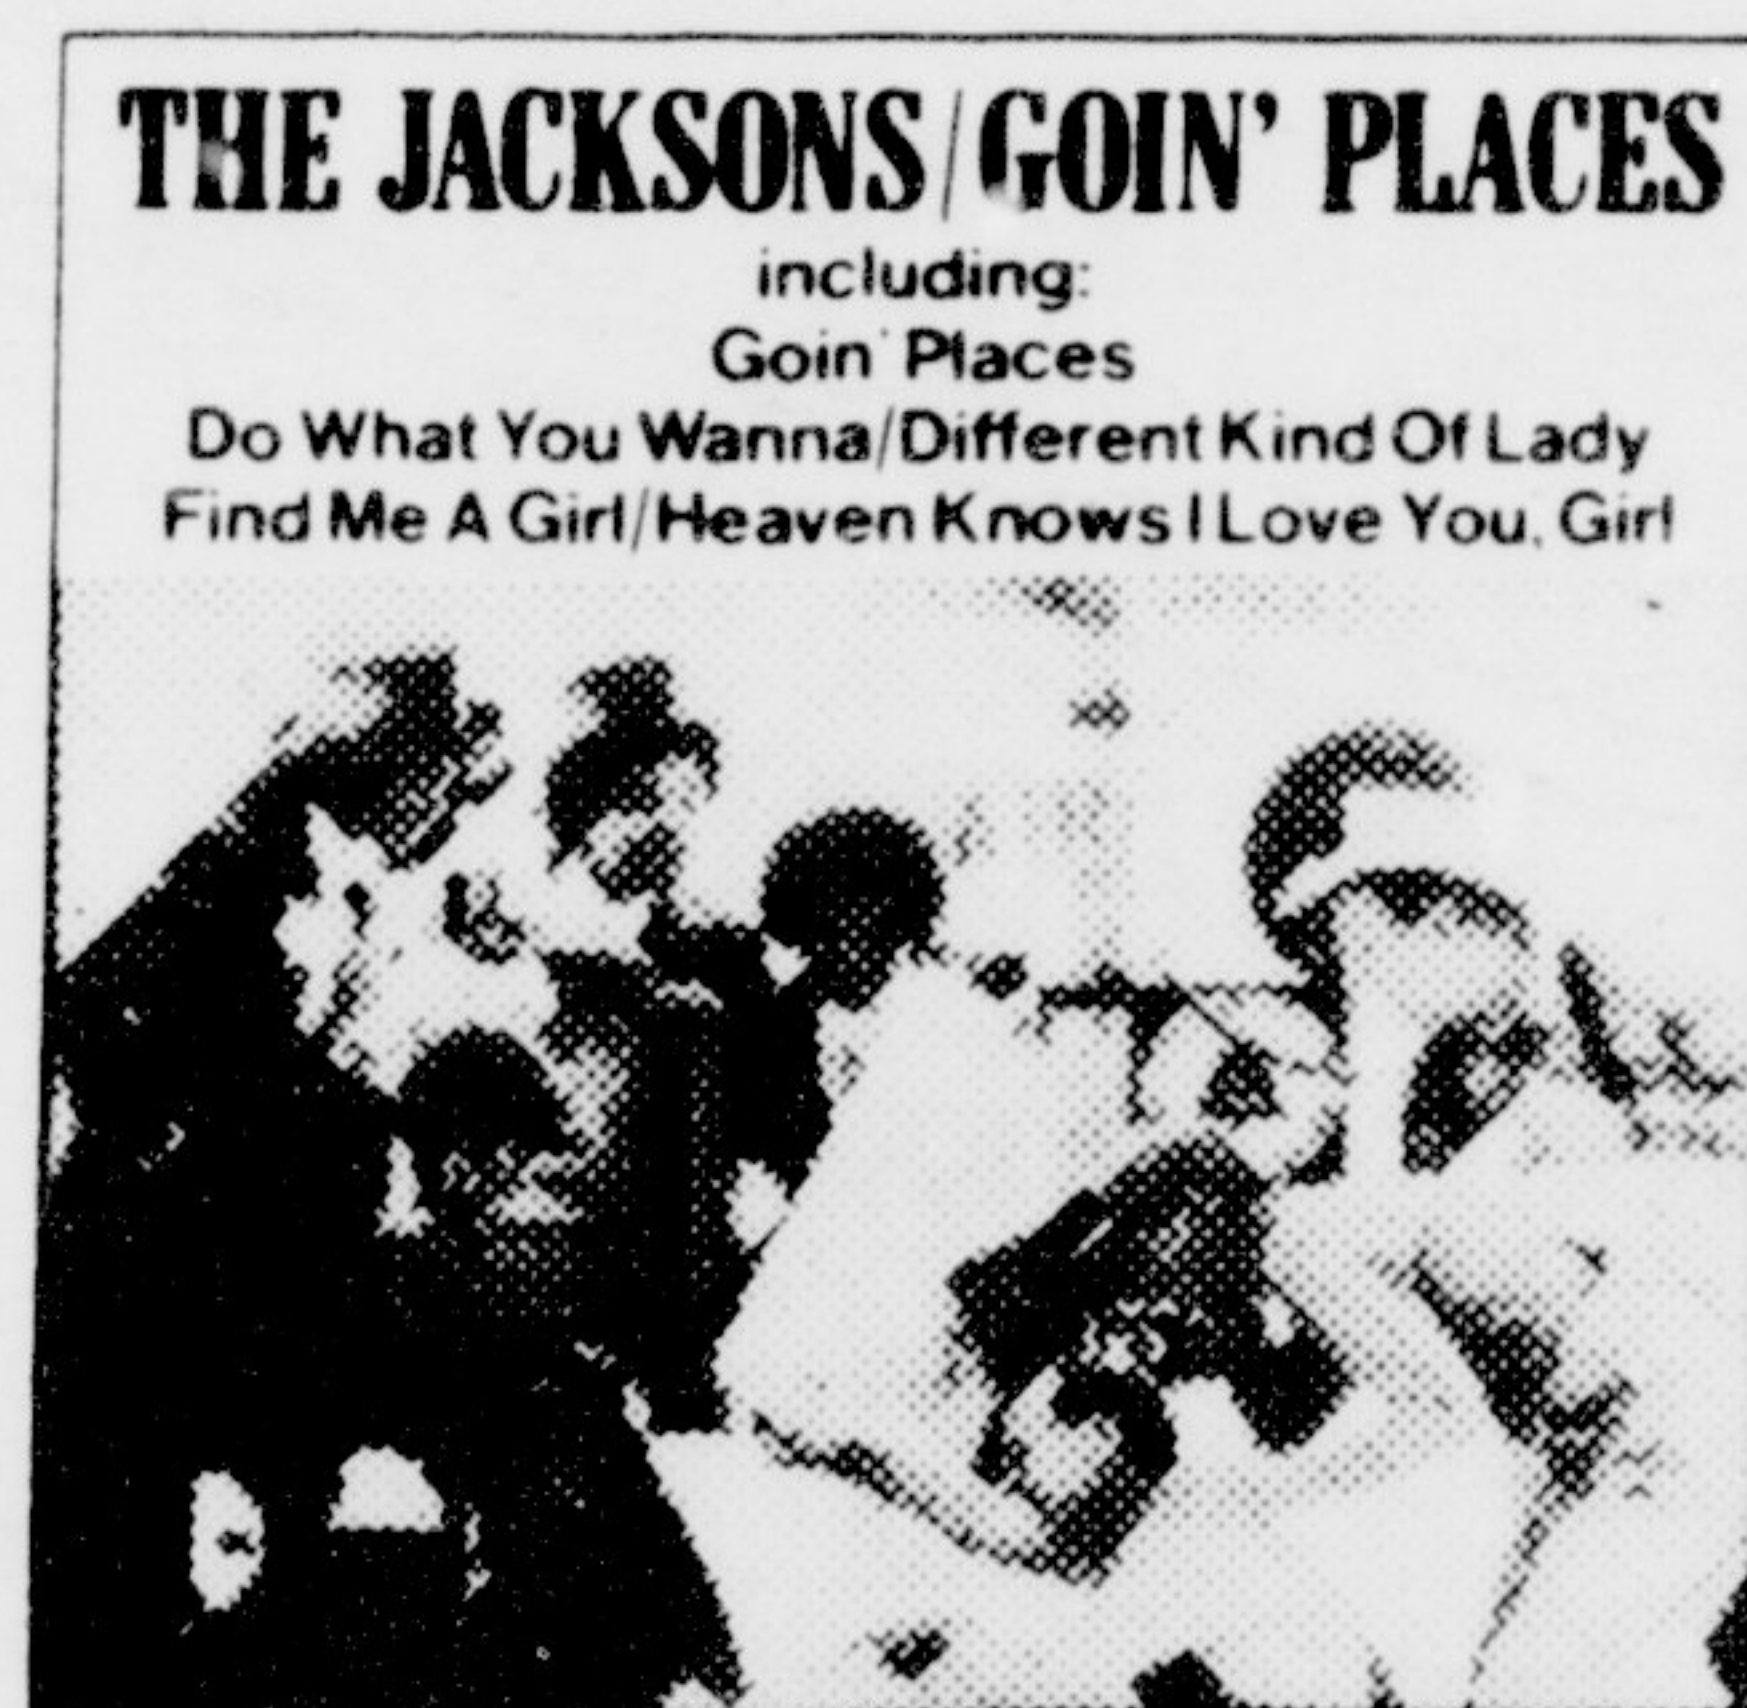 THE JACKSONS/GOIN' PLACES
including:
Goin' Places
Do What You Wanna/Different Kind Of Lady
Find Me A Girl/Heaven Knows I Love You, Girl